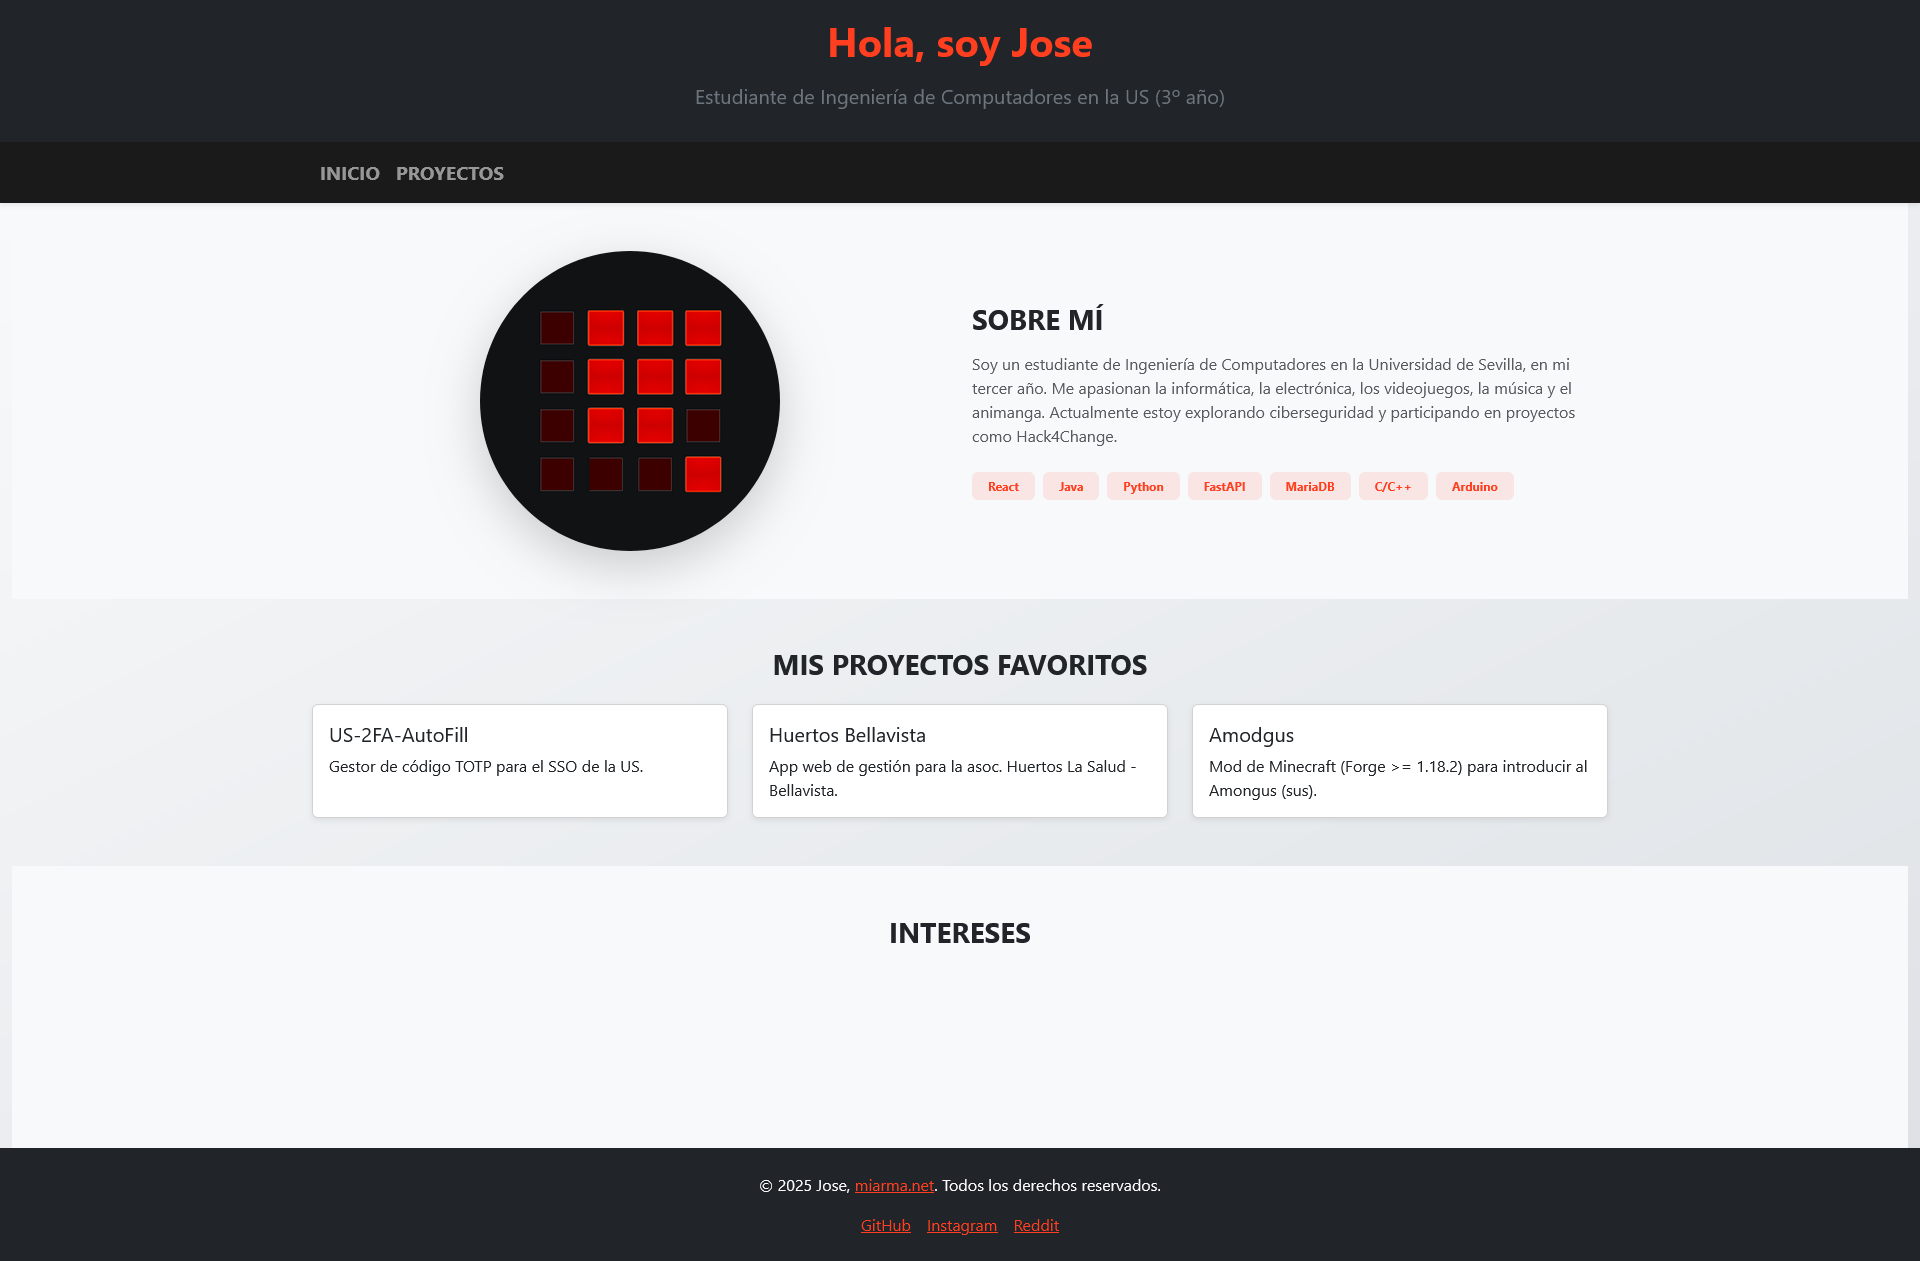 Hola, soy Jose
Estudiante de Ingeniería de Computadores en la US (3º año)
INICIO PROYECTOS
SOBRE MÍ
Soy un estudiante de Ingeniería de Computadores en la Universidad de Sevilla, en mi
tercer año. Me apasionan la informática, la electrónica, los videojuegos, la música y el
animanga. Actualmente estoy explorando ciberseguridad y participando en proyectos
como Hack4Change.
React Java Python FastAPI MariaDB C/C++ Arduino
MIS PROYECTOS FAVORITOS
US-2FA-AutoFill
Gestor de código TOTP para el SSO de la US.
Huertos Bellavista
App web de gestión para la asoc. Huertos La Salud -
Bellavista.
Amodgus
Mod de Minecraft (Forge >= 1.18.2) para introducir al
Amongus (sus).
INTERESES
© 2025 Jose, miarma.net. Todos los derechos reservados.
GitHub Instagram Reddit